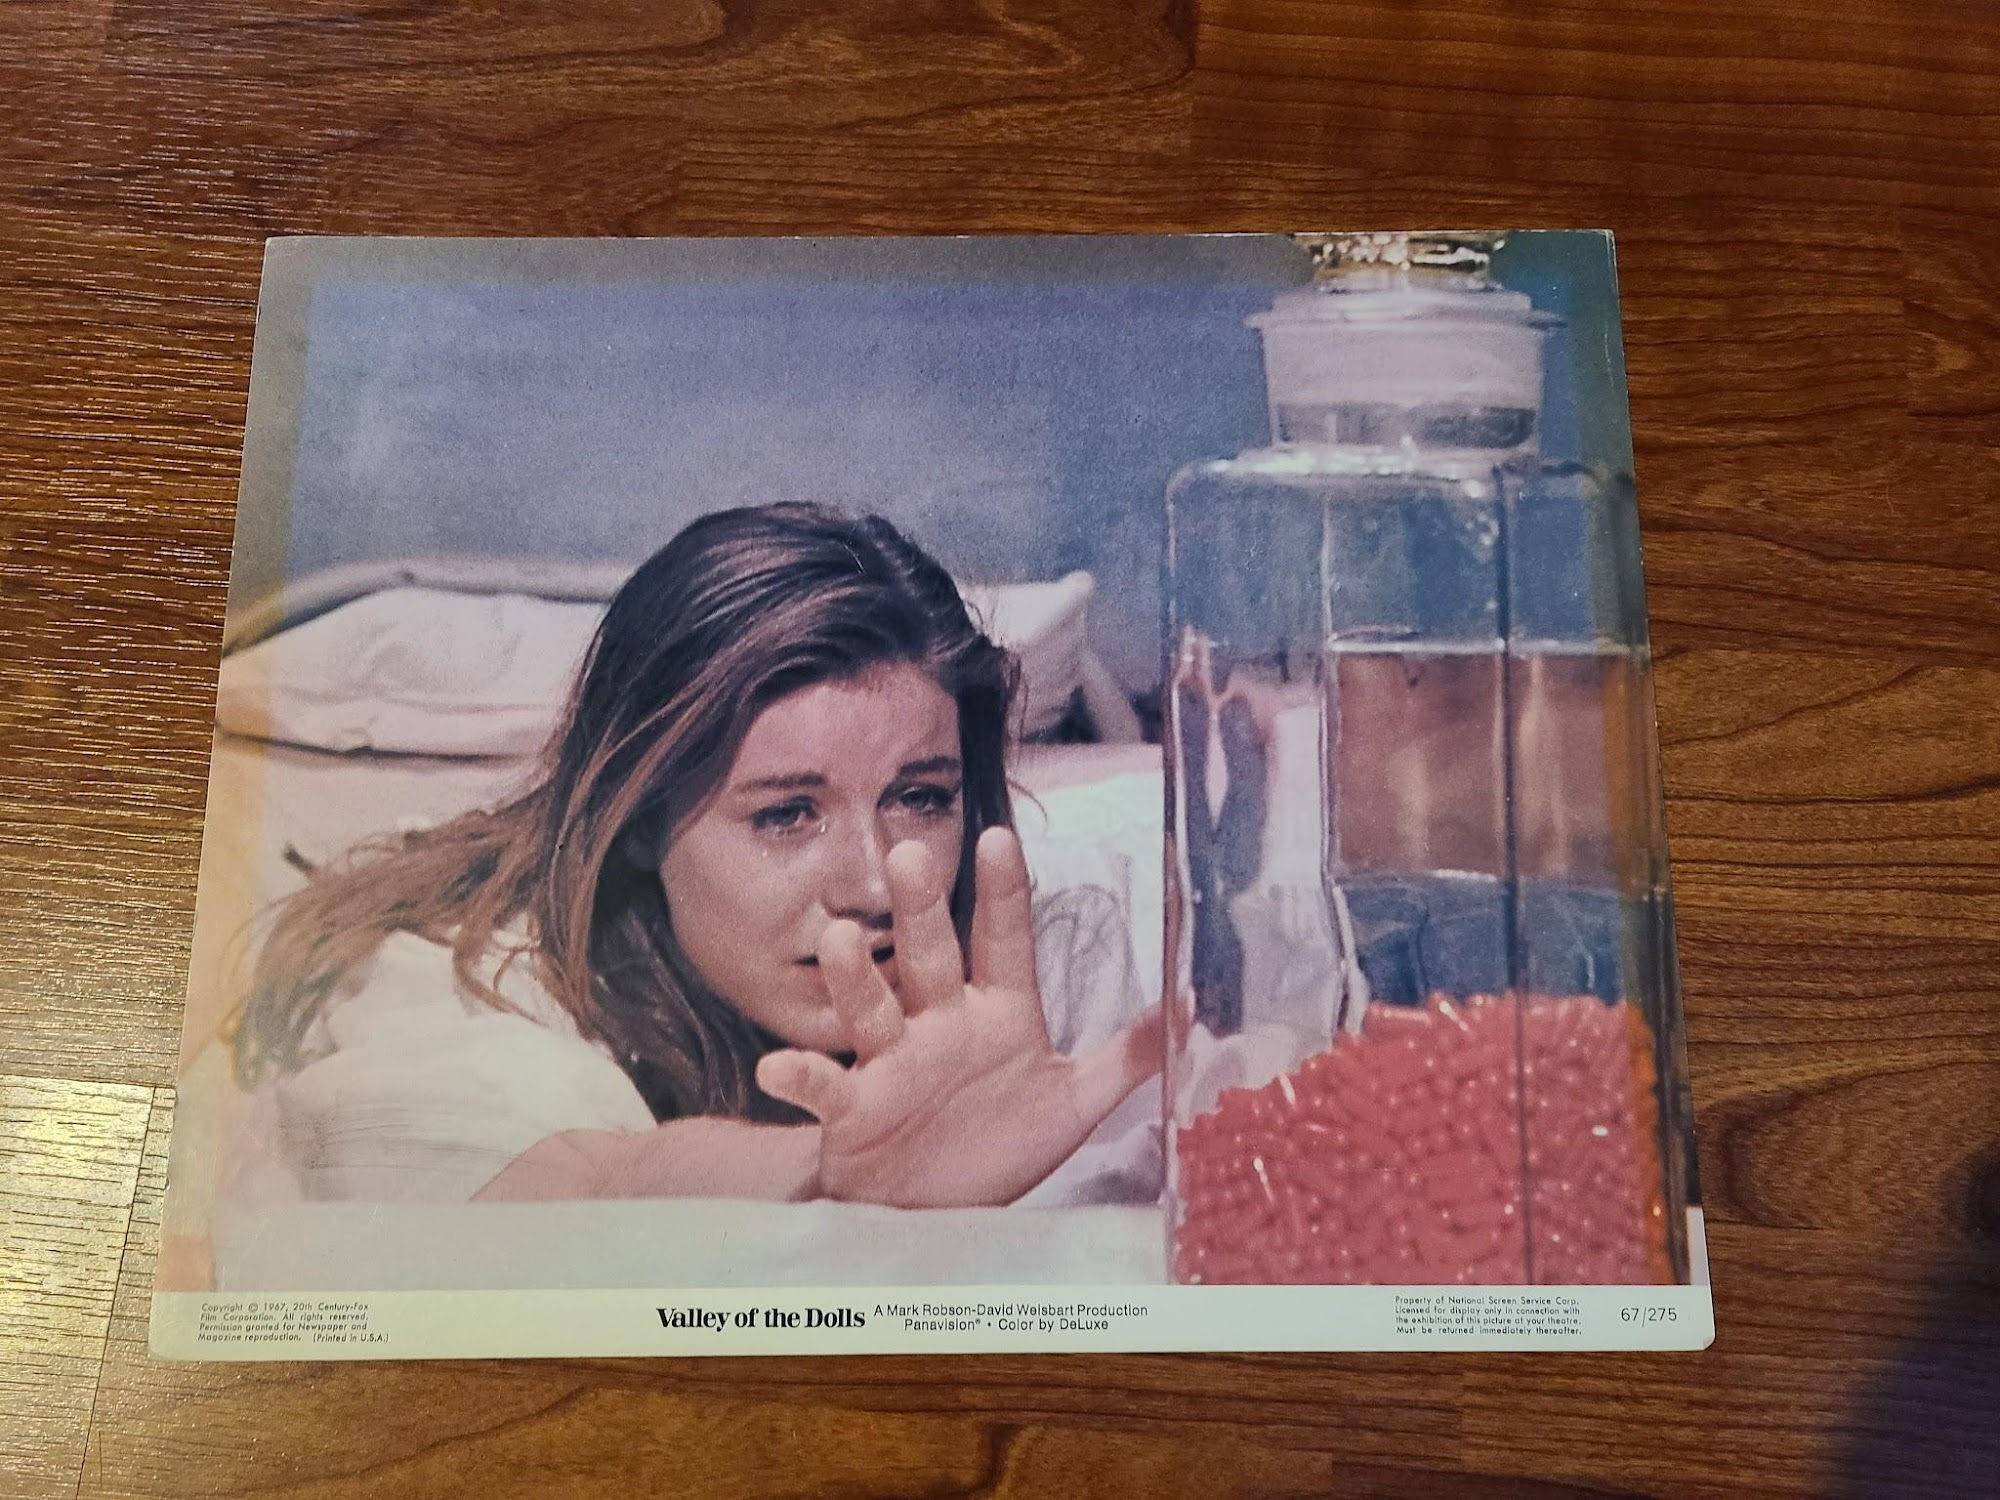 Copyright © 1967, 20th Century-Fox
Film Corporation. All rights reserved.
Permission granted for Newspaper and
Magazine reproduction. (Printed in U.S.A.)
Valley of the Dolls A Mark Robson-David Weisbart Production
Panavision® • Color by DeLuxe
Property of National Screen Service Corp.
Licensed for display only in connection with
the exhibition of this picture at your theatre.
Must be returned immediately thereafter.
67/275